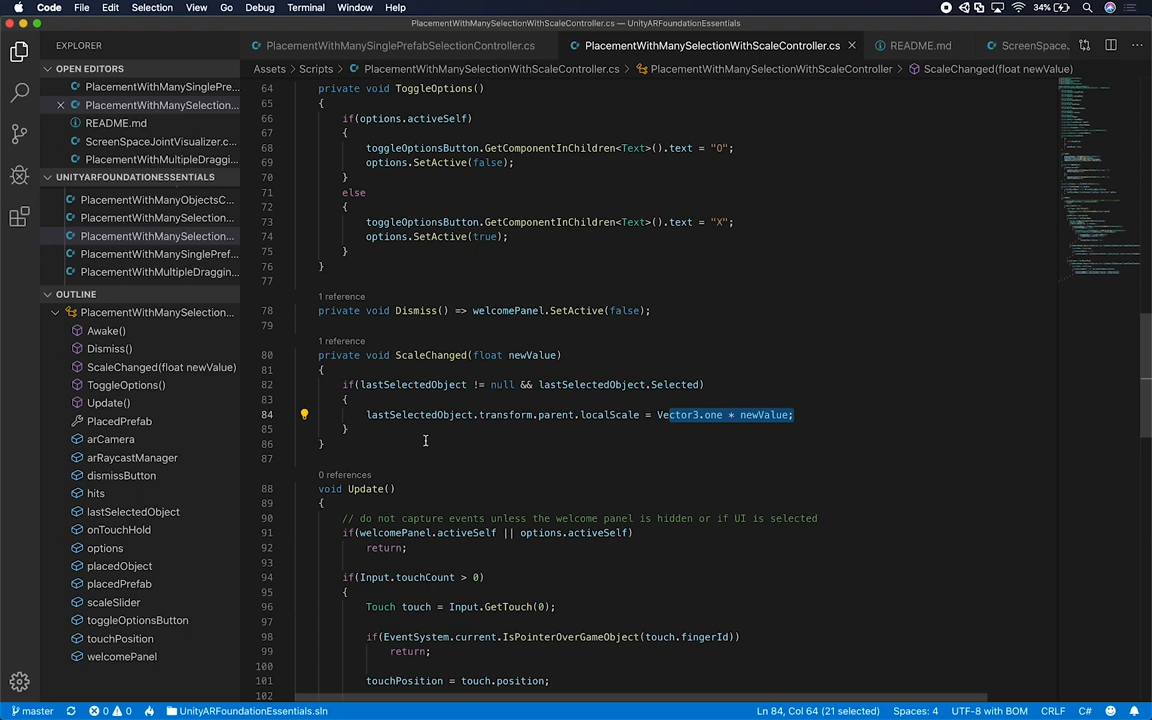 Code File Edit Selection View Go Debug Terminal Window Help 34%
PlacementWithManySelectionWithScaleController.cs — UnityARFoundationEssentials
EXPLORER
PlacementWithManySinglePrefabSelectionController.cs
PlacementWithManySelectionWithScaleController.cs
README.md
ScreenSpace.
Assets > Scripts > PlacementWithManySelectionWithScaleController.cs > PlacementWithManySelectionWithScaleController > ScaleChanged(float newValue)
OPEN EDITORS
PlacementWithManySinglePre...
PlacementWithManySelection...
README.md
ScreenSpaceJointVisualizer.c...
PlacementWithMultipleDraggi...
UNITYARFOUNDATIONESSENTIALS
PlacementWithManyObjectsC...
PlacementWithManySelection...
PlacementWithManySelection...
PlacementWithManySinglePref...
PlacementWithMultipleDraggin...
OUTLINE
PlacementWithManySelection...
Awake()
Dismiss()
ScaleChanged(float newValue)
ToggleOptions()
Update()
PlacedPrefab
arCamera
arRaycastManager
dismissButton
hits
lastSelectedObject
onTouchHold
options
placedObject
placedPrefab
scaleSlider
toggleOptionsButton
touchPosition
welcomePanel
64 private void ToggleOptions()
65 {
66 if(options.activeSelf)
67 {
68 toggleOptionsButton.GetComponentInChildren<Text>().text = "O";
69 options.SetActive(false);
70 }
71 else
72 {
73 toggleOptionsButton.GetComponentInChildren<Text>().text = "X";
74 options.SetActive(true);
75 }
76 }
77
1 reference
78 private void Dismiss() => welcomePanel.SetActive(false);
79
1 reference
80 private void ScaleChanged(float newValue)
81 {
82 if(lastSelectedObject != null && lastSelectedObject.Selected)
83 {
84 lastSelectedObject.transform.parent.localScale = Vector3.one * newValue;
85 }
86 }
87
0 references
88 void Update()
89 {
90 // do not capture events unless the welcome panel is hidden or if UI is selected
91 if(welcomePanel.activeSelf || options.activeSelf)
92 return;
93
94 if(Input.touchCount > 0)
95 {
96 Touch touch = Input.GetTouch(0);
97
98 if(EventSystem.current.IsPointerOverGameObject(touch.fingerId))
99 return;
100
101 touchPosition = touch.position;
102
master 0 0 UnityARFoundationEssentials.sln Ln 84, Col 64 (21 selected) Spaces: 4 UTF-8 with BOM CRLF C#